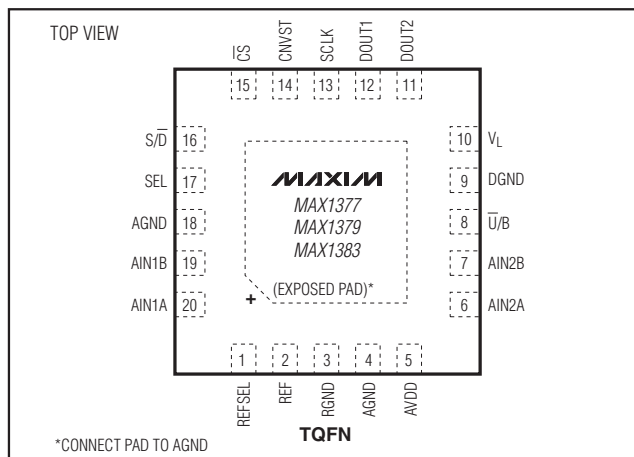 TOP VIEW
C̅S̅
CNVST
SCLK
DOUT1
DOUT2
15 14 13 12 11
S/D̅ 16
SEL 17
AGND 18
AIN1B 19
AIN1A 20
10 VL
9 DGND
8 U̅/B
7 AIN2B
6 AIN2A
MAXIM
MAX1377
MAX1379
MAX1383
(EXPOSED PAD)*
+
1 2 3 4 5
REFSEL
REF
RGND
AGND
AVDD
TQFN
*CONNECT PAD TO AGND